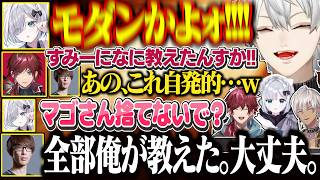 モダンかよォ!!!!
すみーになに教えたんすか!!
あの、これ自発的…w
マゴさん捨てないで?
全部俺が教えた。大丈夫。